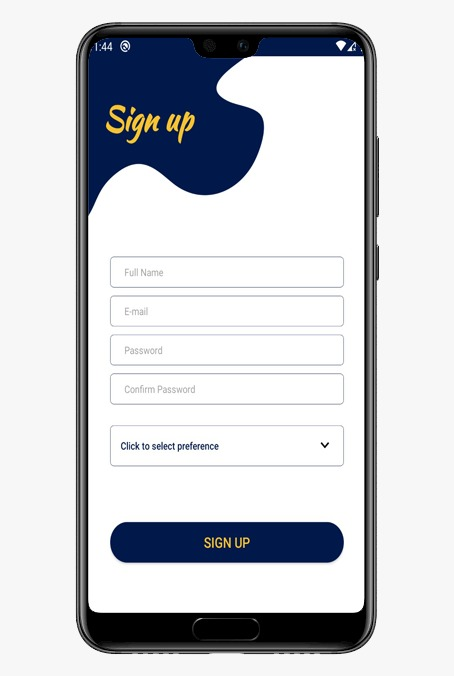 1:44
Sign up
Full Name
E-mail
Password
Confirm Password
Click to select preference
SIGN UP